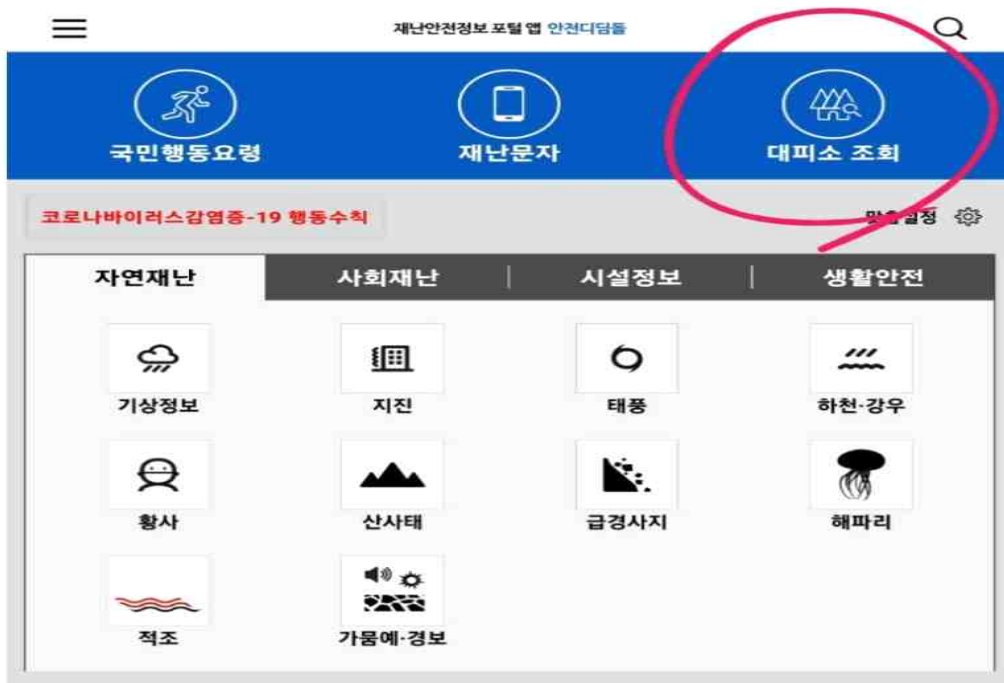 재난안전정보 포털 앱 안전디딤돌
국민행동요령 재난문자 대피소 조회
코로나바이러스감염증-19 행동수칙 맞춤설정
자연재난 사회재난 시설정보 생활안전
기상정보 지진 태풍 하천·강우
황사 산사태 급경사지 해파리
적조 가뭄예·경보